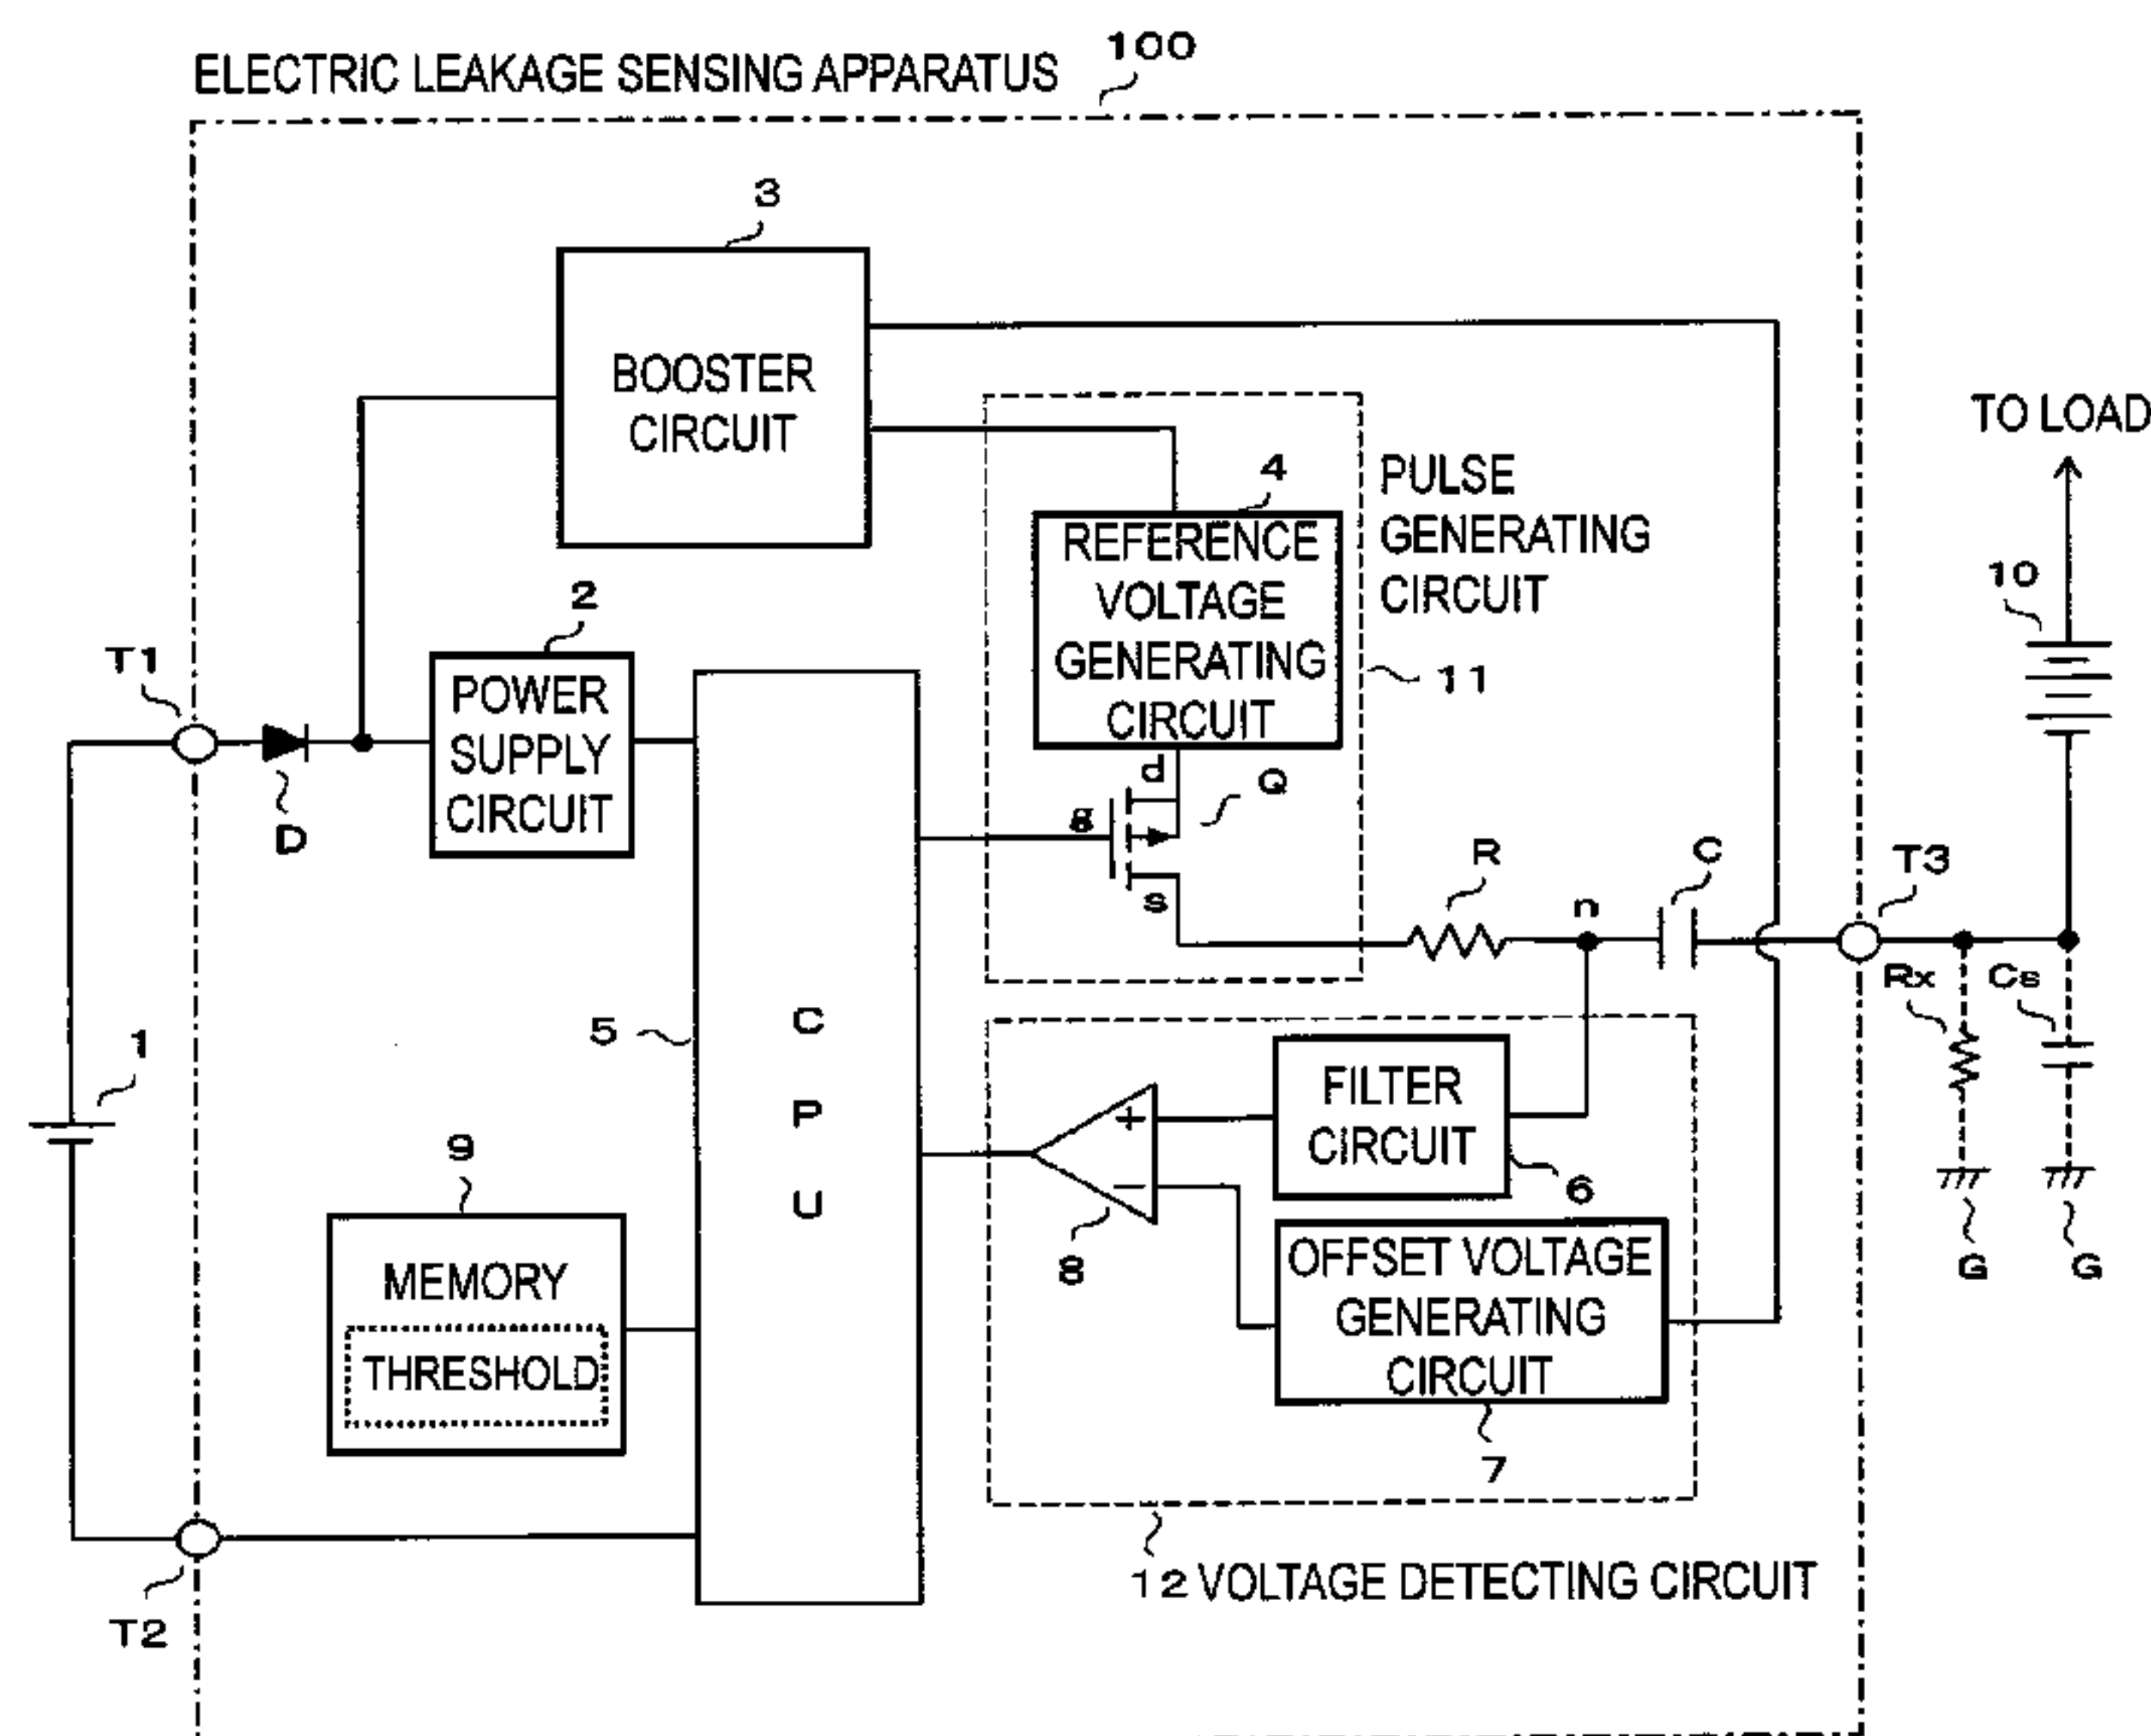 100
ELECTRIC LEAKAGE SENSING APPARATUS
3
BOOSTER
CIRCUIT
TO LOAD
PULSE
GENERATING
CIRCUIT
4
REFERENCE
VOLTAGE
GENERATING
CIRCUIT
10
2
T1
POWER
SUPPLY
CIRCUIT
11
D
d
Q
g
s
R
n
C
T3
Rx
Cs
5
C
P
U
1
FILTER
CIRCUIT
+
−
6
8
9
MEMORY
THRESHOLD
OFFSET VOLTAGE
GENERATING
CIRCUIT
G
G
7
12 VOLTAGE DETECTING CIRCUIT
T2